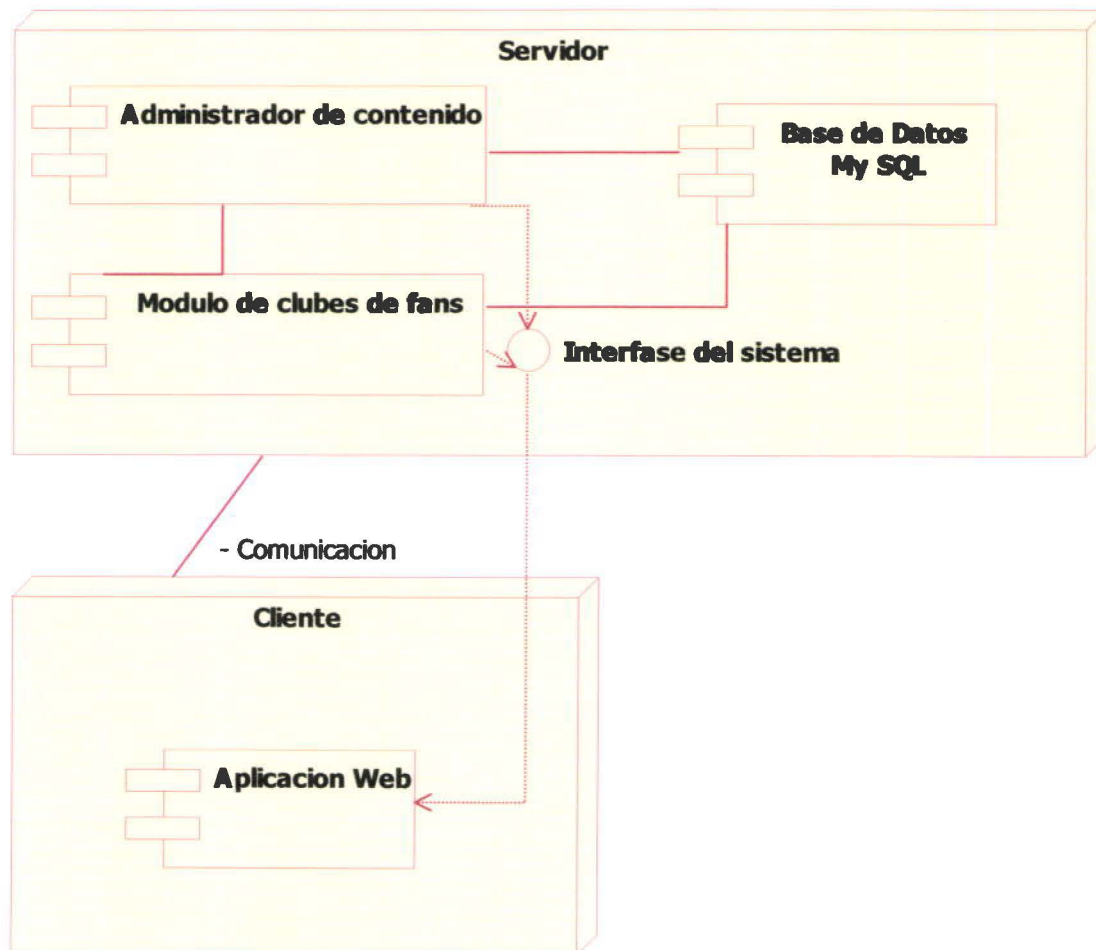 Servidor
Administrador de contenido
Base de Datos
My SQL
Modulo de clubes de fans
Interfase del sistema
- Comunicacion
Cliente
Aplicacion Web